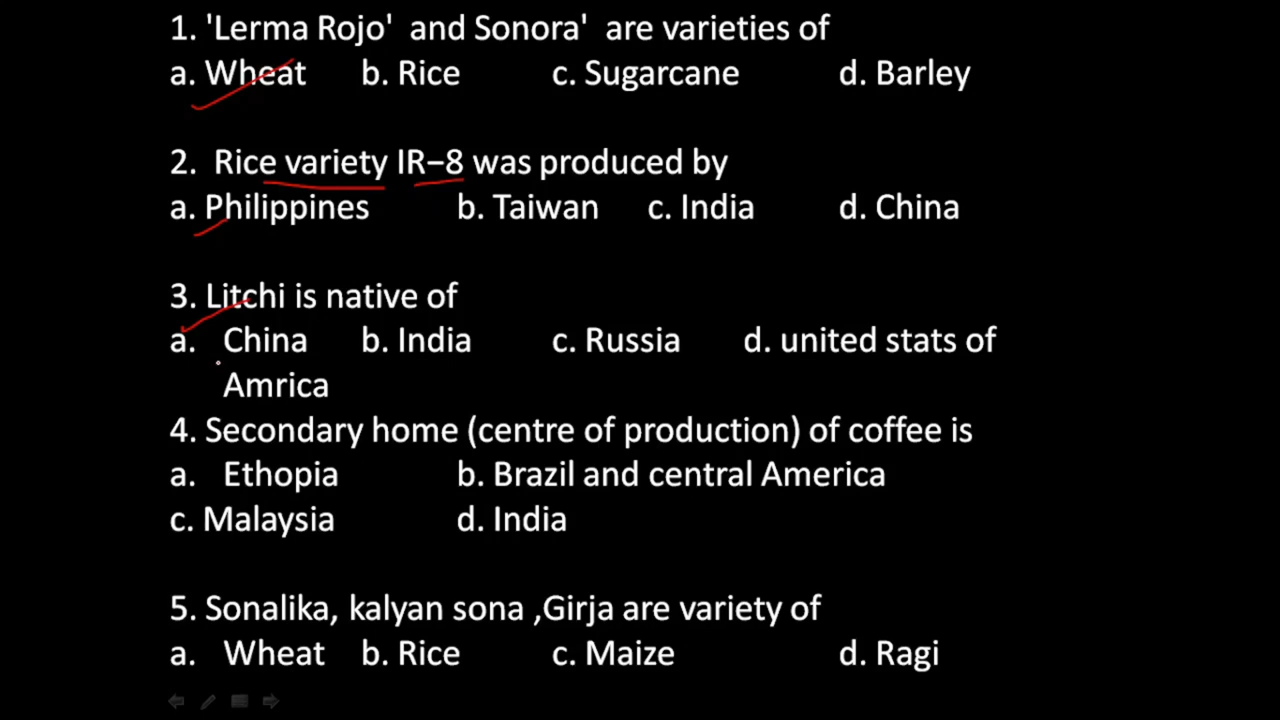 1. 'Lerma Rojo' and Sonora' are varieties of
a. Wheat b. Rice c. Sugarcane d. Barley
2. Rice variety IR–8 was produced by
a. Philippines b. Taiwan c. India d. China
3. Litchi is native of
a. China b. India c. Russia d. united stats of
Amrica
4. Secondary home (centre of production) of coffee is
a. Ethopia b. Brazil and central America
c. Malaysia d. India
5. Sonalika, kalyan sona ,Girja are variety of
a. Wheat b. Rice c. Maize d. Ragi